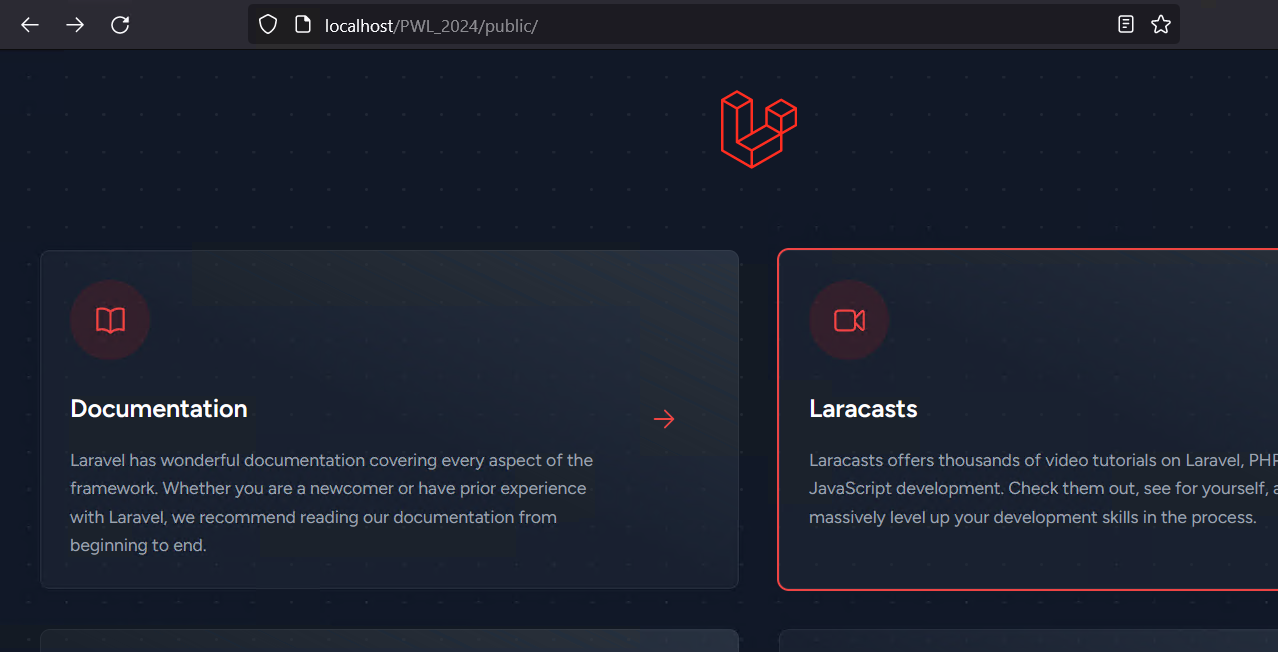 localhost/PWL_2024/public/
Documentation
Laravel has wonderful documentation covering every aspect of the
framework. Whether you are a newcomer or have prior experience
with Laravel, we recommend reading our documentation from
beginning to end.
Laracasts
Laracasts offers thousands of video tutorials on Laravel, PHP
JavaScript development. Check them out, see for yourself, a
massively level up your development skills in the process.